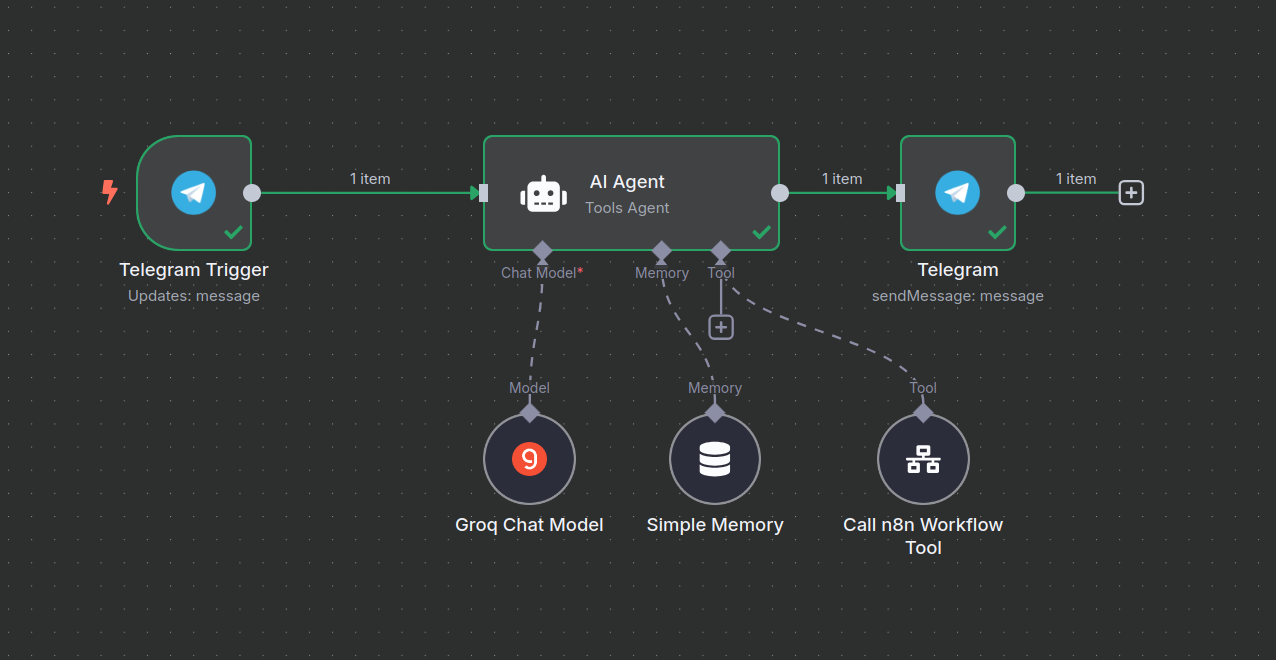 1 item
1 item
1 item
AI Agent
Tools Agent
Telegram Trigger
Updates: message
Chat Model*
Memory
Tool
Telegram
sendMessage: message
Model
Memory
Tool
Groq Chat Model
Simple Memory
Call n8n Workflow
Tool